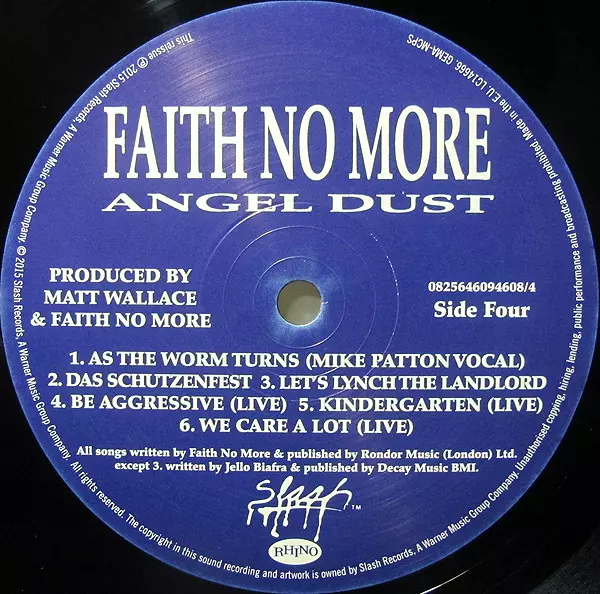 FAITH NO MORE
ANGEL DUST
PRODUCED BY
MATT WALLACE
& FAITH NO MORE
0825646094608/4
Side Four
1. AS THE WORM TURNS (MIKE PATTON VOCAL)
2. DAS SCHUTZENFEST 3. LET'S LYNCH THE LANDLORD
4. BE AGGRESSIVE (LIVE) 5. KINDERGARTEN (LIVE)
6. WE CARE A LOT (LIVE)
All songs written by Faith No More & published by Rondor Music (London) Ltd.
except 3. written by Jello Biafra & published by Decay Music BMI.
Slash ™
RHINO
This reissue ℗ 2015 Slash Records, A Warner Music Group Company. © 2015 Slash Records, A Warner Music Group Company. All rights reserved. The copyright in this sound recording and artwork is owned by Slash Records, A Warner Music Group Company. Unauthorised copying, hiring, lending, public performance and broadcasting prohibited. Made in the E.U. LC14666. GEMA-MCPS